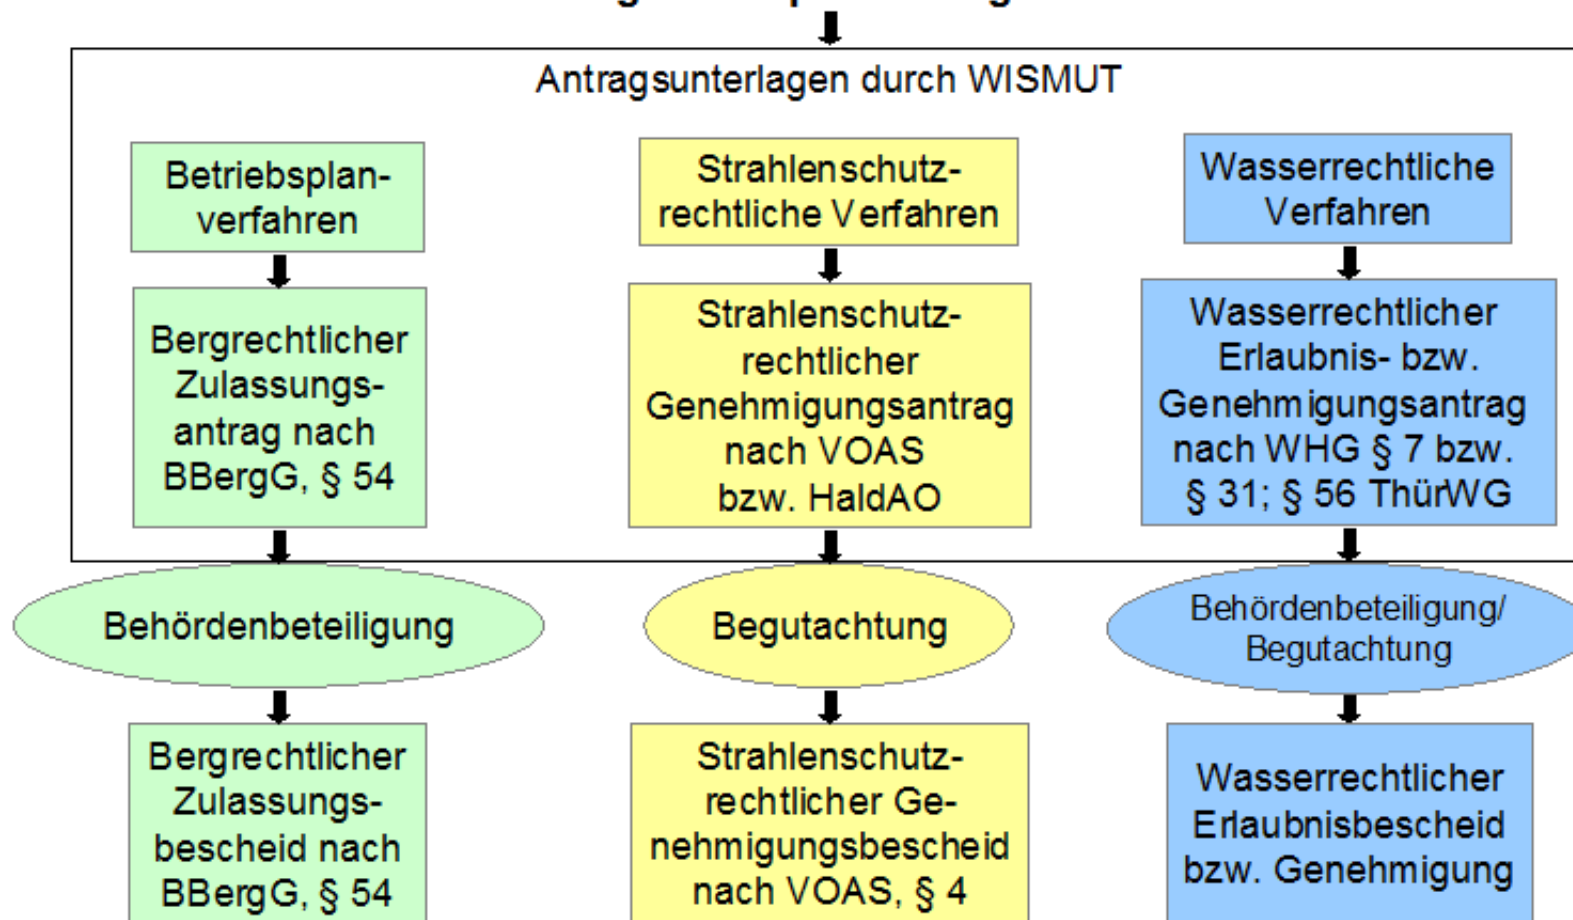 Antragsunterlagen durch WISMUT
Betriebsplan-
verfahren
Bergrechtlicher
Zulassungs-
antrag nach
BBergG, § 54
Behördenbeteiligung
Bergrechtlicher
Zulassungs-
bescheid nach
BBergG, § 54
Strahlenschutz-
rechtliche Verfahren
Strahlenschutz-
rechtlicher
Genehmigungsantrag
nach VOAS
bzw. HaldAO
Begutachtung
Strahlenschutz-
rechtlicher Ge-
nehmigungsbescheid
nach VOAS, § 4
Wasserrechtliche
Verfahren
Wasserrechtlicher
Erlaubnis- bzw.
Genehmigungsantrag
nach WHG § 7 bzw.
§ 31; § 56 ThürWG
Behördenbeteiligung/
Begutachtung
Wasserrechtlicher
Erlaubnisbescheid
bzw. Genehmigung